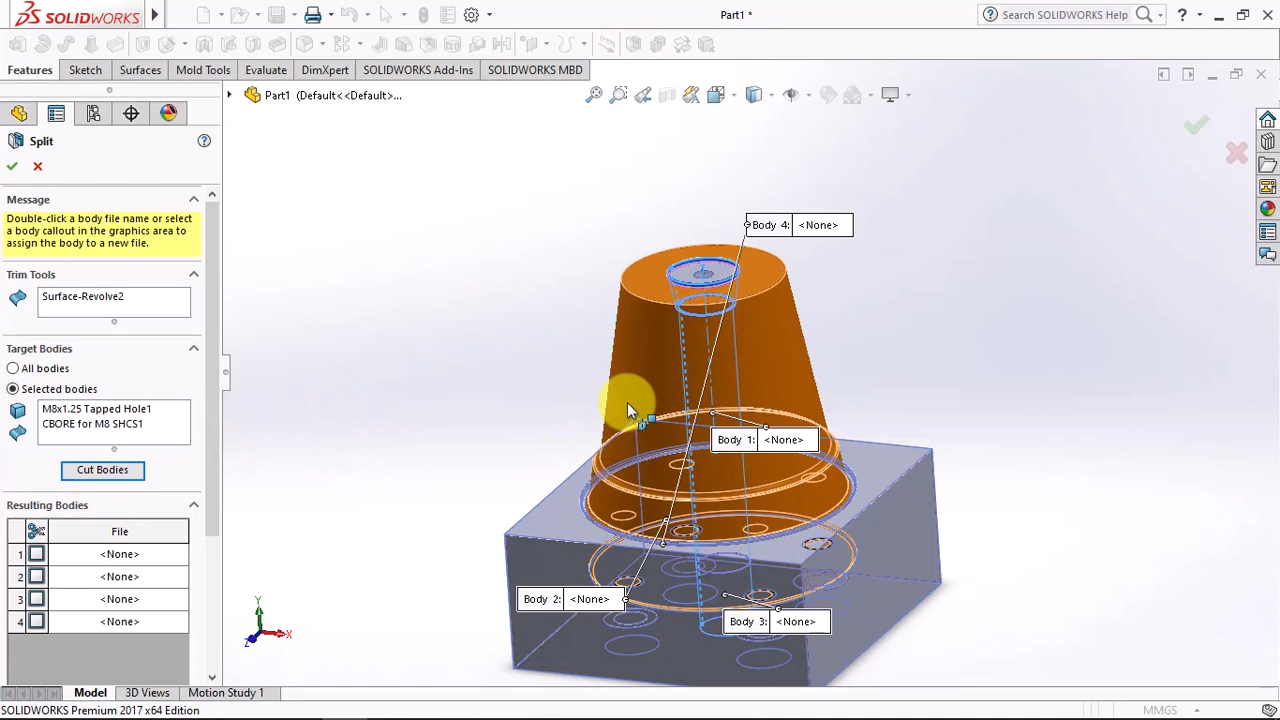 SOLIDWORKS
Part1 *
Search SOLIDWORKS Help
Features
Sketch
Surfaces
Mold Tools
Evaluate
DimXpert
SOLIDWORKS Add-Ins
SOLIDWORKS MBD
Part1 (Default<<Default>...
Split
Message
Double-click a body file name or select
a body callout in the graphics area to
assign the body to a new file.
Trim Tools
Surface-Revolve2
Target Bodies
All bodies
Selected bodies
M8x1.25 Tapped Hole1
CBORE for M8 SHCS1
Cut Bodies
Resulting Bodies
File
1 <None>
2 <None>
3 <None>
4 <None>
Body 4: <None>
Body 1: <None>
Body 2: <None>
Body 3: <None>
Y
X
Z
Model
3D Views
Motion Study 1
SOLIDWORKS Premium 2017 x64 Edition
MMGS